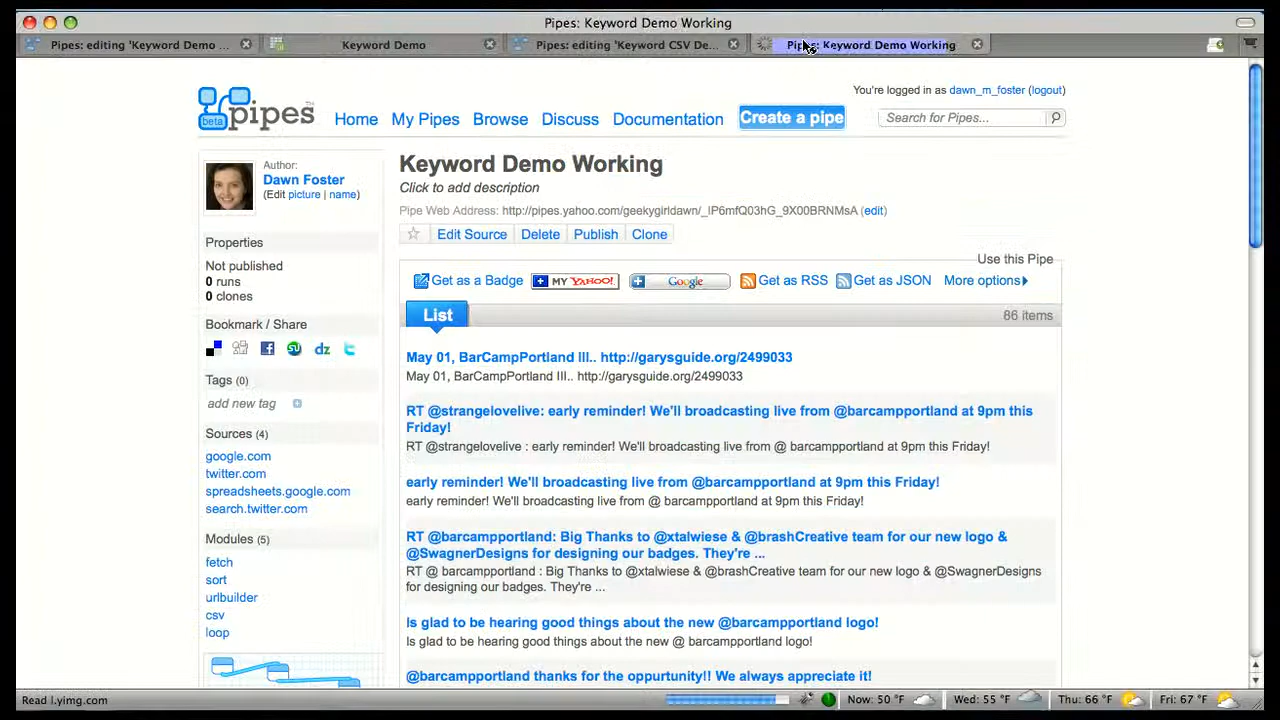 Pipes: Keyword Demo Working
Pipes: editing 'Keyword Demo ...
Keyword Demo
Pipes: editing 'Keyword CSV De...
Pipes: Keyword Demo Working
You're logged in as dawn_m_foster (logout)
beta
pipes
Home
My Pipes
Browse
Discuss
Documentation
Create a pipe
Search for Pipes...
Author:
Dawn Foster
(Edit picture | name)
Keyword Demo Working
Click to add description
Pipe Web Address: http://pipes.yahoo.com/geekygirldawn/_IP6mfQ03hG_9X00BRNMsA (edit)
Edit Source
Delete
Publish
Clone
Properties
Not published
0 runs
0 clones
Bookmark / Share
dz
Tags (0)
add new tag
Sources (4)
google.com
twitter.com
spreadsheets.google.com
search.twitter.com
Modules (5)
fetch
sort
urlbuilder
csv
loop
Use this Pipe
Get as a Badge
MY YAHOO!
Google
Get as RSS
Get as JSON
More options
List
86 items
May 01, BarCampPortland III.. http://garysguide.org/2499033
May 01, BarCampPortland III.. http://garysguide.org/2499033
RT @strangelovelive: early reminder! We'll broadcasting live from @barcampportland at 9pm this
Friday!
RT @strangelovelive : early reminder! We'll broadcasting live from @ barcampportland at 9pm this Friday!
early reminder! We'll broadcasting live from @barcampportland at 9pm this Friday!
early reminder! We'll broadcasting live from @ barcampportland at 9pm this Friday!
RT @barcampportland: Big Thanks to @xtalwiese & @brashCreative team for our new logo &
@SwagnerDesigns for designing our badges. They're ...
RT @ barcampportland : Big Thanks to @xtalwiese & @brashCreative team for our new logo & @SwagnerDesigns
for designing our badges. They're ...
Is glad to be hearing good things about the new @barcampportland logo!
Is glad to be hearing good things about the new @ barcampportland logo!
@barcampportland thanks for the oppurtunity!! We always appreciate it!
Read l.yimg.com
Now: 50 °F
Wed: 55 °F
Thu: 66 °F
Fri: 67 °F